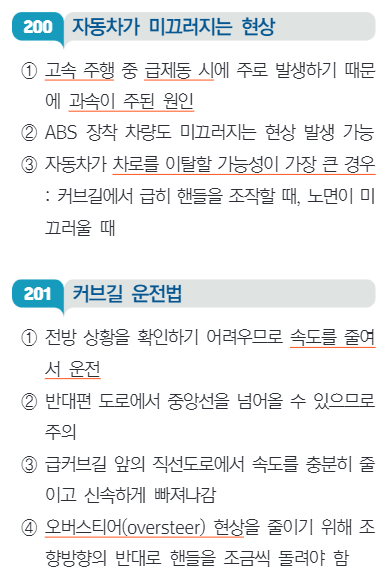 200 자동차가 미끄러지는 현상
① 고속 주행 중 급제동 시에 주로 발생하기 때문
에 과속이 주된 원인
② ABS 장착 차량도 미끄러지는 현상 발생 가능
③ 자동차가 차로를 이탈할 가능성이 가장 큰 경우
: 커브길에서 급히 핸들을 조작할 때, 노면이 미
끄러울 때
201 커브길 운전법
① 전방 상황을 확인하기 어려우므로 속도를 줄여
서 운전
② 반대편 도로에서 중앙선을 넘어올 수 있으므로
주의
③ 급커브길 앞의 직선도로에서 속도를 충분히 줄
이고 신속하게 빠져나감
④ 오버스티어(oversteer) 현상을 줄이기 위해 조
향방향의 반대로 핸들을 조금씩 돌려야 함